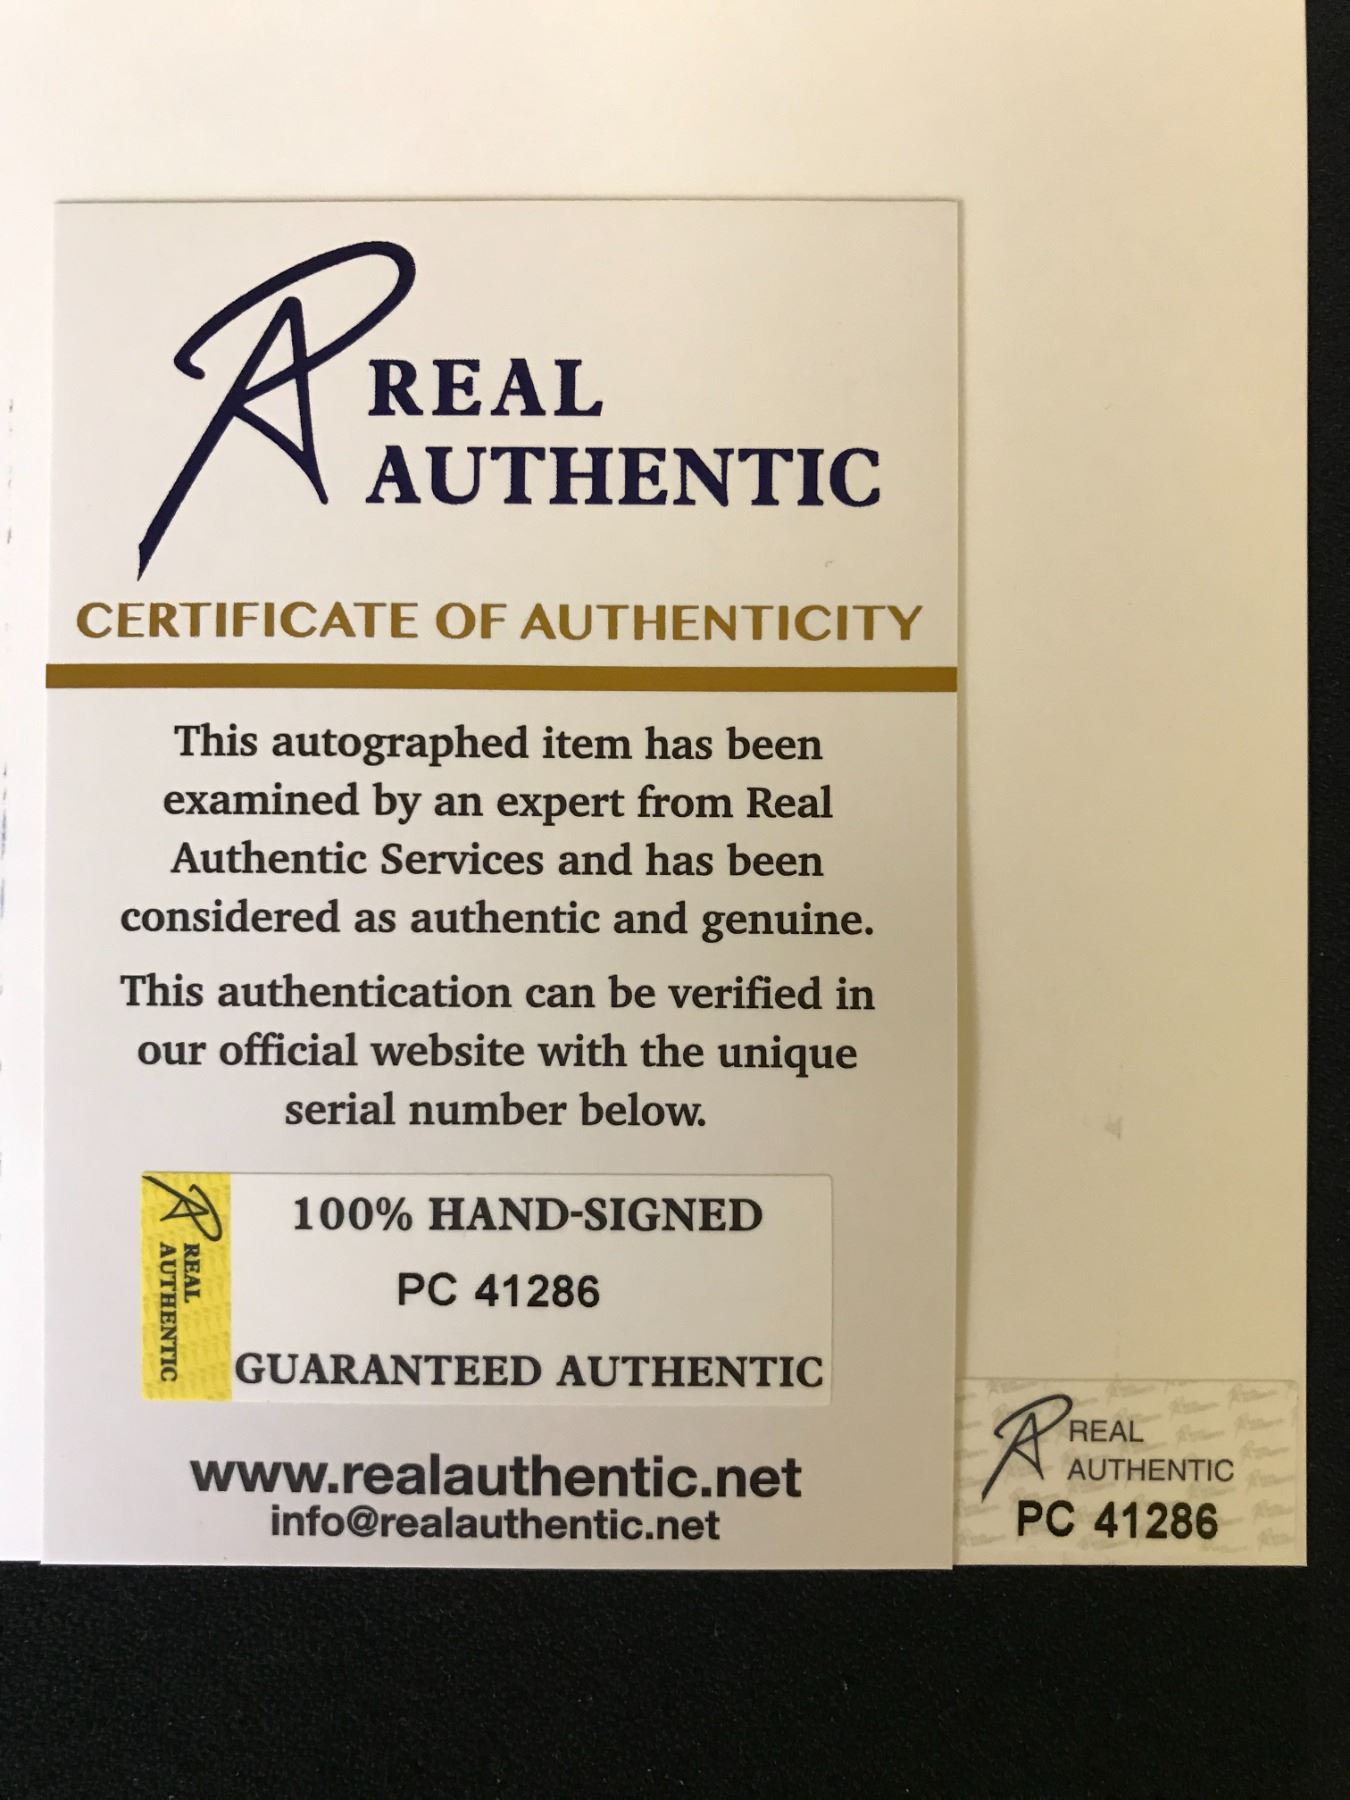 REAL
AUTHENTIC
CERTIFICATE OF AUTHENTICITY
This autographed item has been
examined by an expert from Real
Authentic Services and has been
considered as authentic and genuine.
This authentication can be verified in
our official website with the unique
serial number below.
REAL
AUTHENTIC
100% HAND-SIGNED
PC 41286
GUARANTEED AUTHENTIC
www.realauthentic.net
info@realauthentic.net
REAL
AUTHENTIC
PC 41286